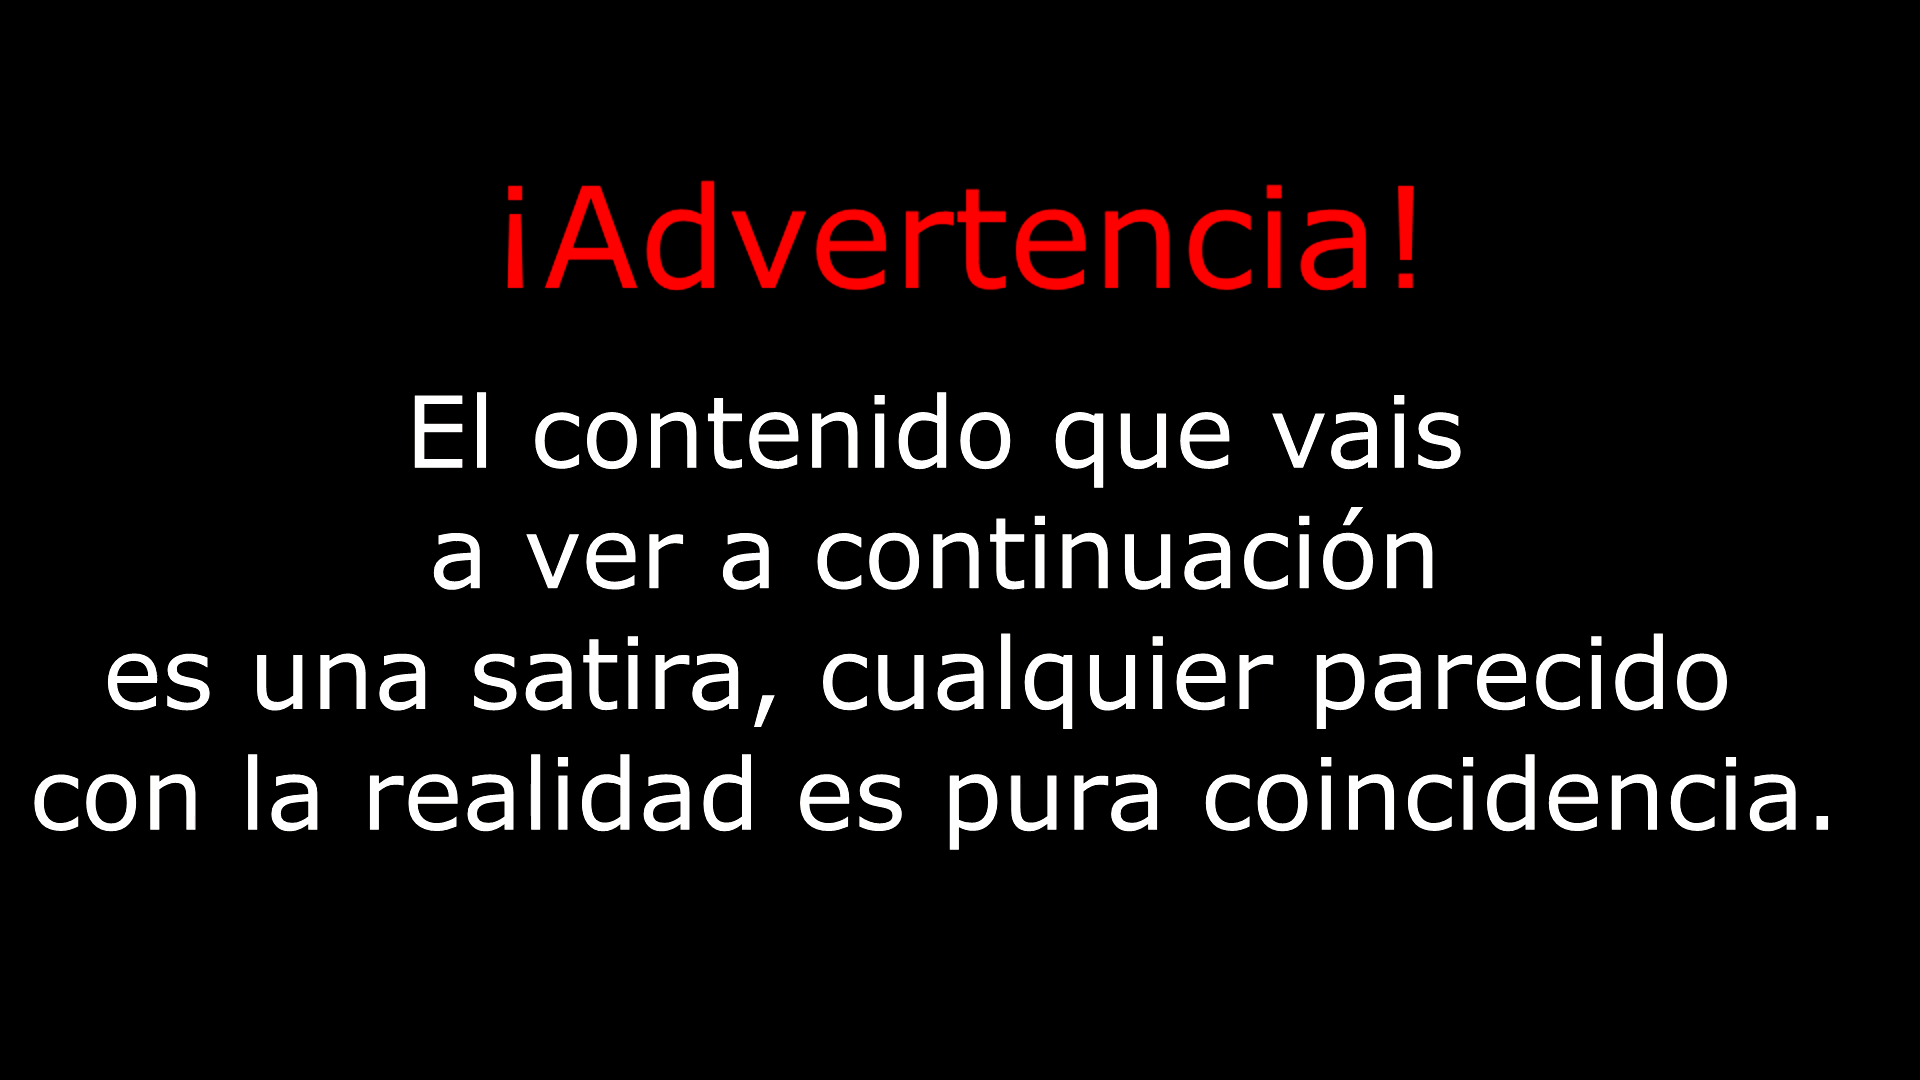 ¡Advertencia!
El contenido que vais
a ver a continuación
es una satira, cualquier parecido
con la realidad es pura coincidencia.